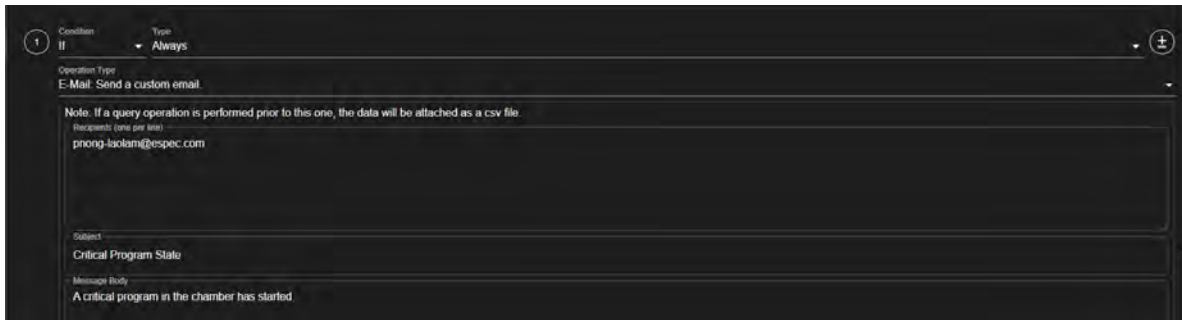 Condition Type
1 If Always
Operation Type
E-Mail: Send a custom email.
Note. If a query operation is performed prior to this one, the data will be attached as a csv file.
Recipients (one per line)
pnong-laolam@espec.com
Subject
Critical Program State
Message Body
A critical program in the chamber has started.